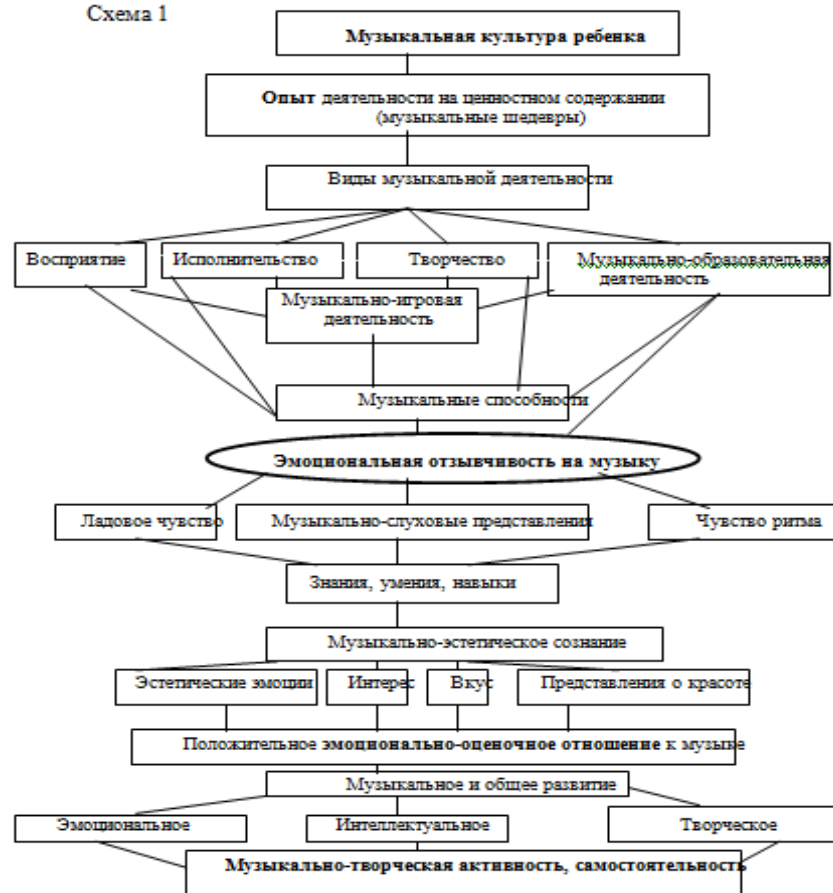 Схема 1
Музыкальная культура ребенка
Опыт деятельности на ценностном содержании
(музыкальные шедевры)
Виды музыкальной деятельности
Восприятие
Исполнительство
Творчество
Музыкально-образовательная
деятельность
Музыкально-игровая
деятельность
Музыкальные способности
Эмоциональная отзывчивость на музыку
Ладовое чувство
Музыкально-слуховые представления
Чувство ритма
Знания, умения, навыки
Музыкально-эстетическое сознание
Эстетические эмоции
Интерес
Вкус
Представления о красоте
Положительное эмоционально-оценочное отношение к музыке
Музыкальное и общее развитие
Эмоциональное
Интеллектуальное
Творческое
Музыкально-творческая активность, самостоятельность